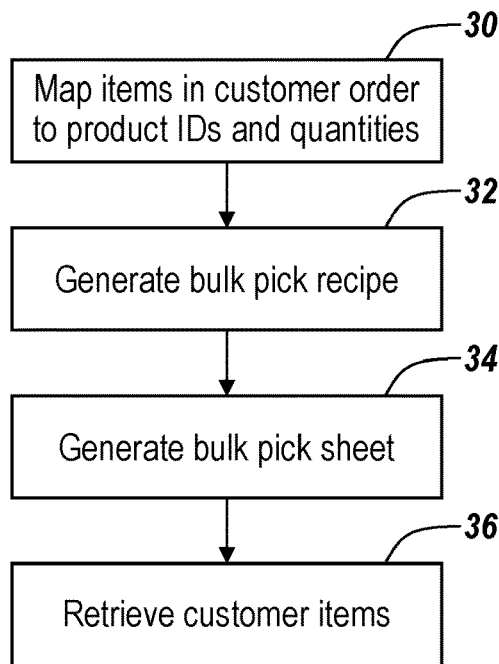 30
Map items in customer order
to product IDs and quantities
32
Generate bulk pick recipe
34
Generate bulk pick sheet
36
Retrieve customer items